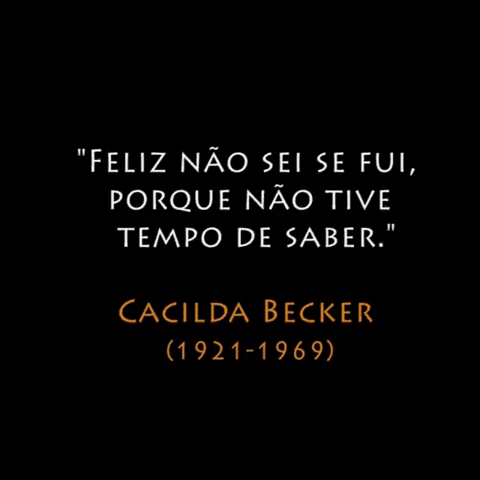 "FELIZ NÃO SEI SE FUI,
PORQUE NÃO TIVE
TEMPO DE SABER."
CACILDA BECKER
(1921-1969)